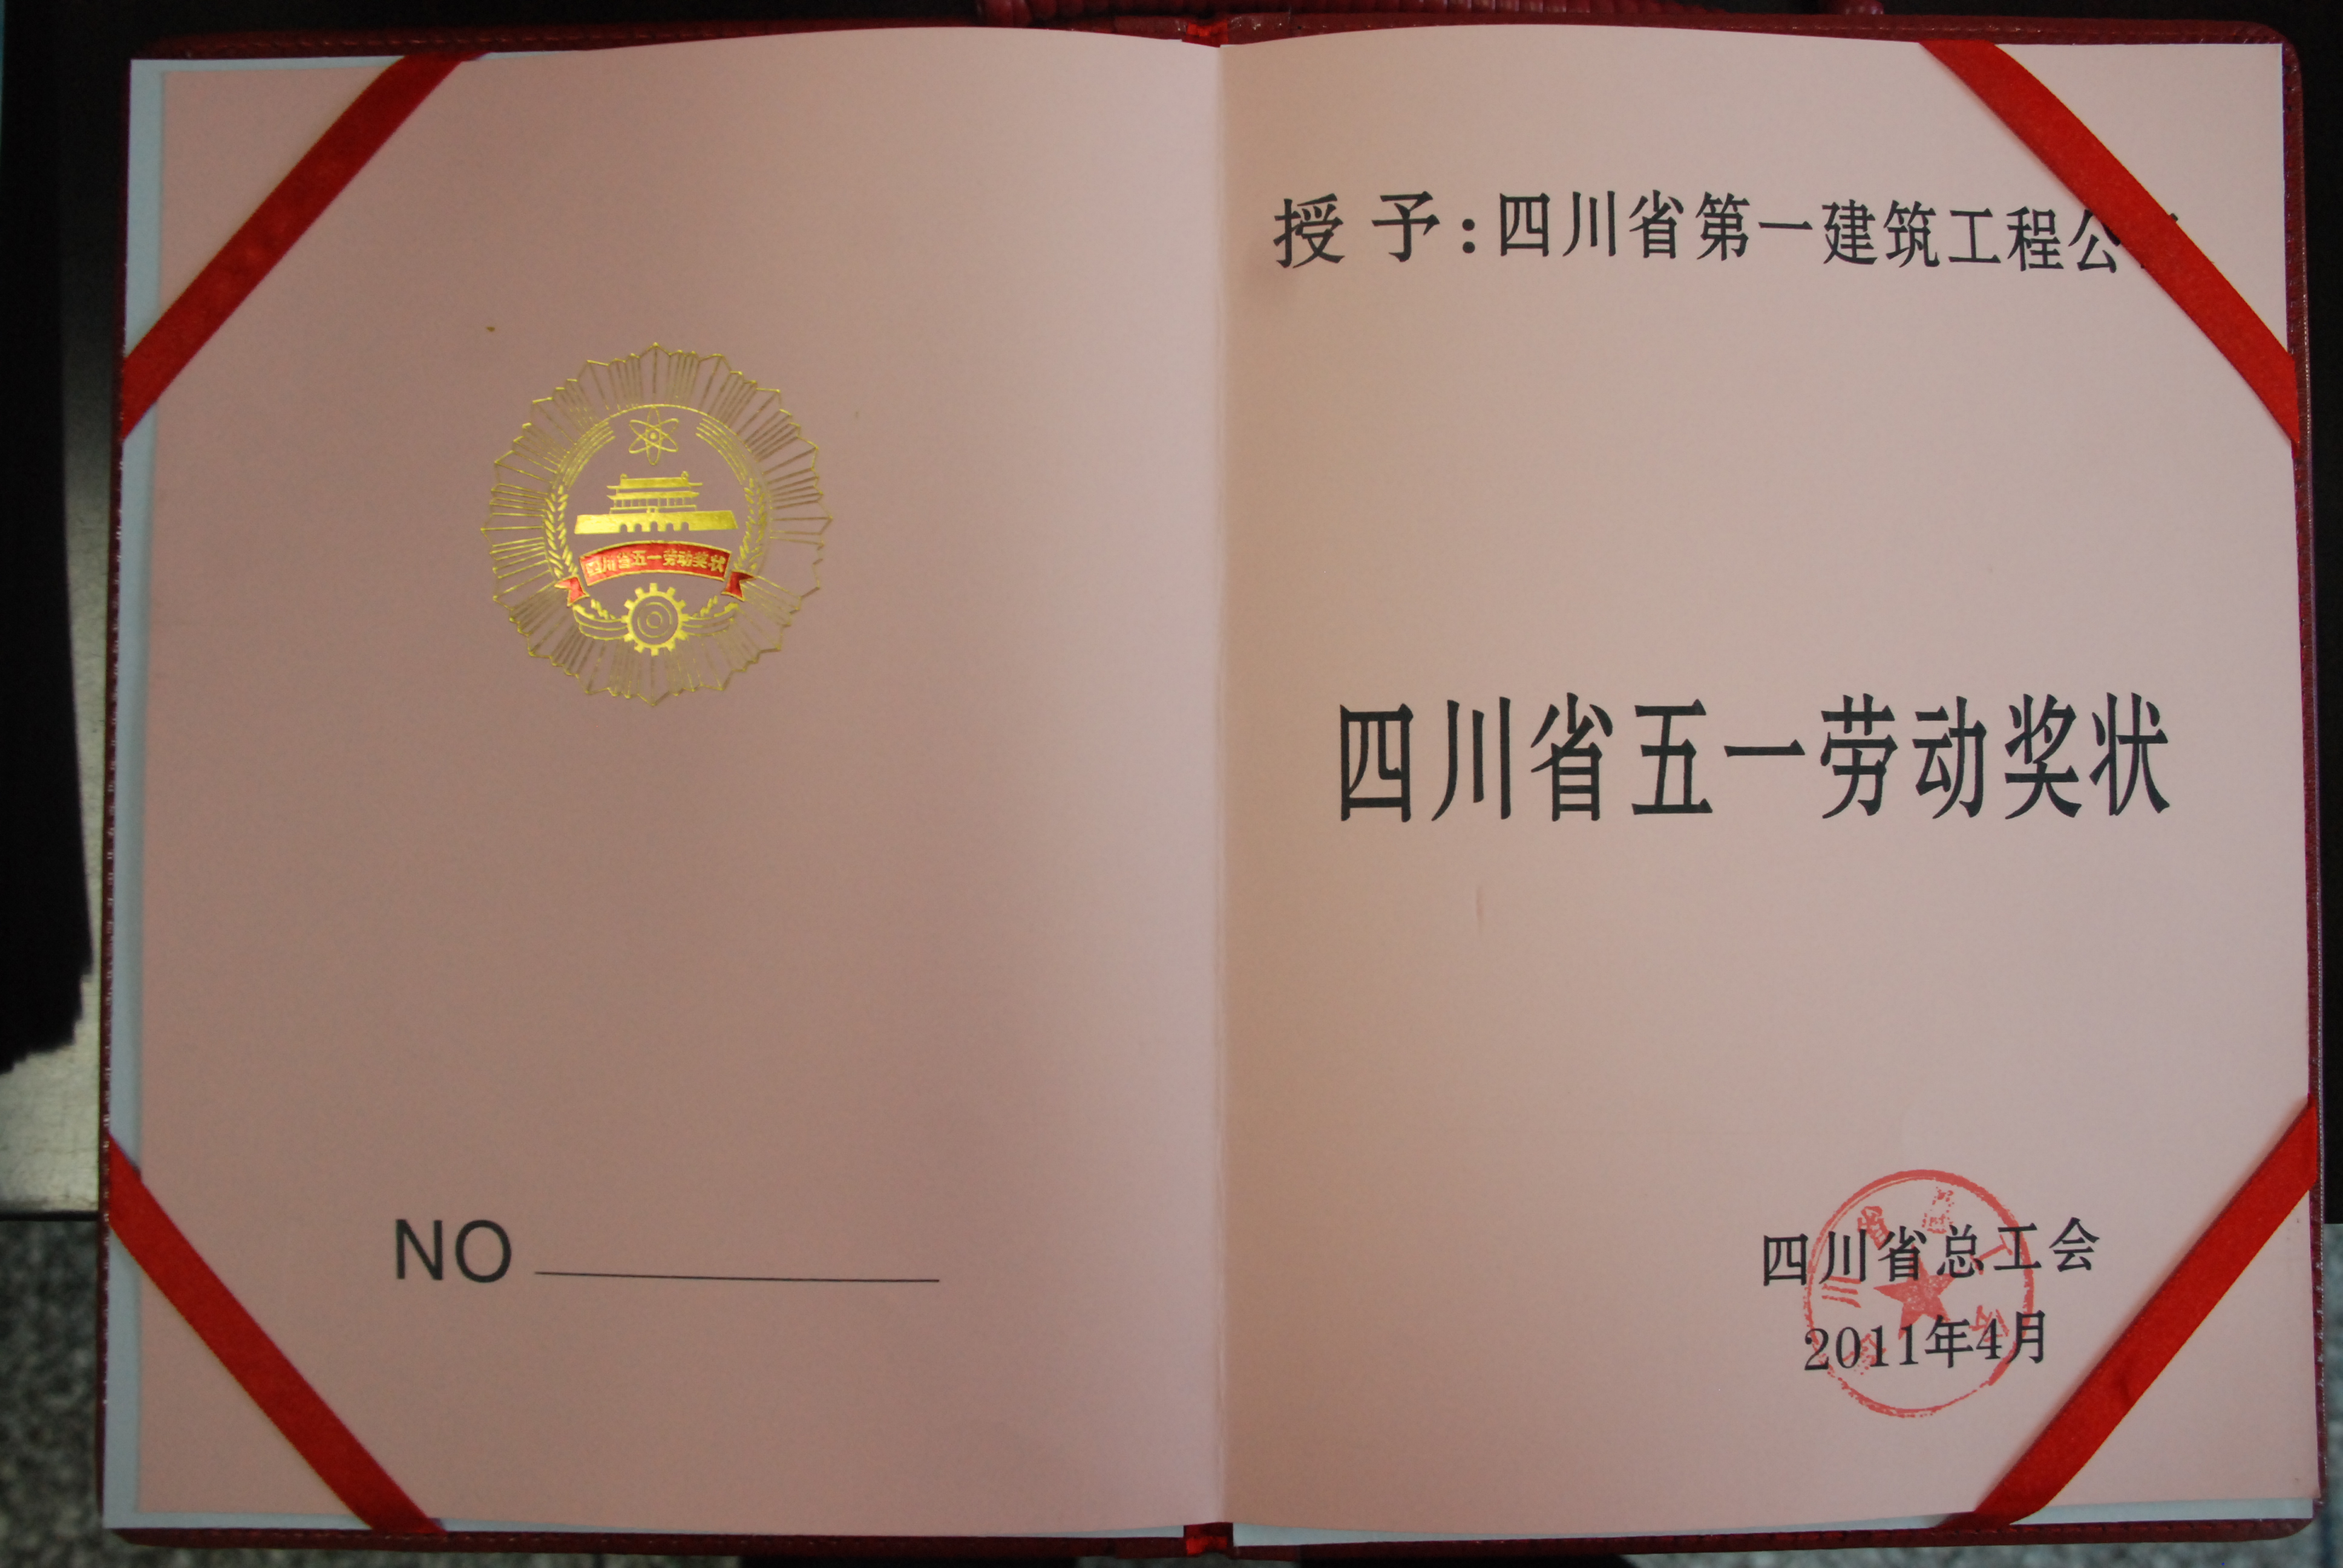 四川省五一劳动奖状
NO
授予:四川省第一建筑工程公
四川省五一劳动奖状
四川省总工会
2011年4月